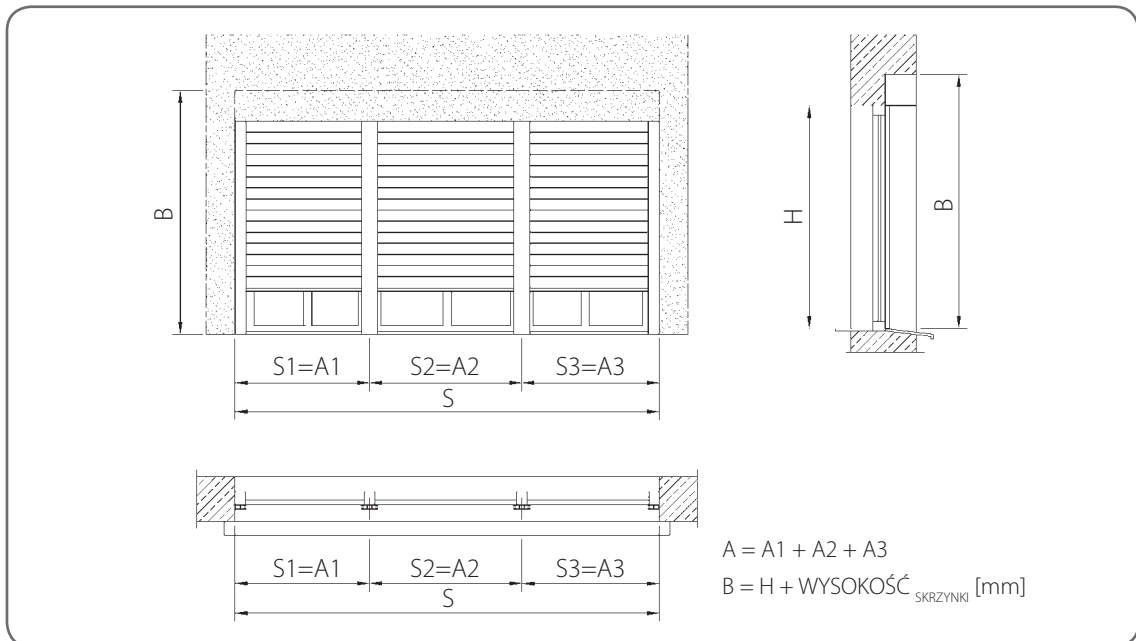 B
H
B
S1=A1 S2=A2 S3=A3
S
S1=A1 S2=A2 S3=A3
S
A = A1 + A2 + A3
B = H + WYSOKOŚĆ SKRZYNKI [mm]